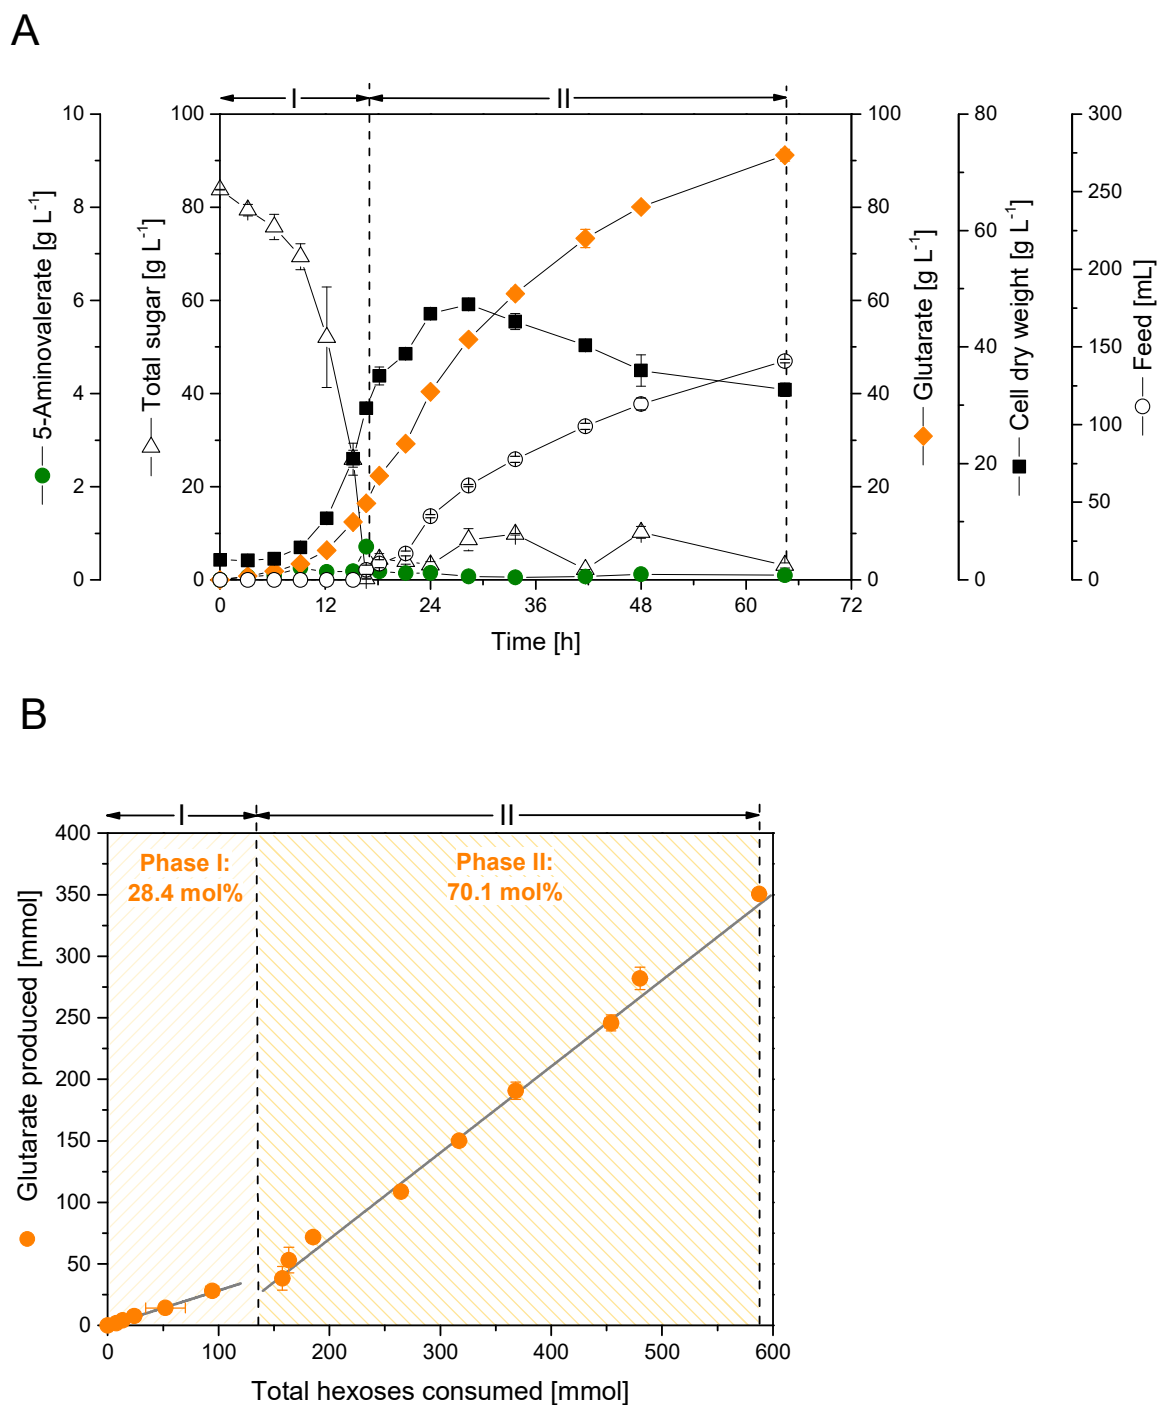 A
I
II
10
8
6
4
2
0
5-Aminovalerate [g L-1]
100
80
60
40
20
0
Total sugar [g L-1]
100
80
60
40
20
0
Glutarate [g L-1]
80
60
40
20
0
Cell dry weight [g L-1]
300
250
200
150
100
50
0
Feed [mL]
0 12 24 36 48 60 72
Time [h]
B
I
II
Phase I:
28.4 mol%
Phase II:
70.1 mol%
400
350
300
250
200
150
100
50
0
Glutarate produced [mmol]
0 100 200 300 400 500 600
Total hexoses consumed [mmol]